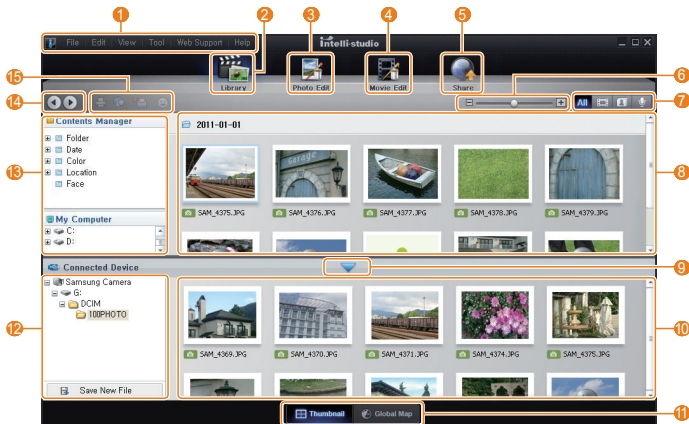 1 2 3 4 5
File Edit View Tool Web Support Help
intelli-studio
Library Photo Edit Movie Edit Share
15 6
14 7
All
Contents Manager
2011-01-01
Folder
Date
Color
Location
Face
13 8
Garage
SAM_4375.JPG SAM_4376.JPG SAM_4377.JPG SAM_4378.JPG SAM_4379.JPG
My Computer
C:
D:
Connected Device
9
Samsung Camera
G:
DCIM
100PHOTO
12 10
SAM_4369.JPG SAM_4370.JPG SAM_4371.JPG SAM_4374.JPG SAM_4375.JPG
Save New File
Thumbnail Global Map
11